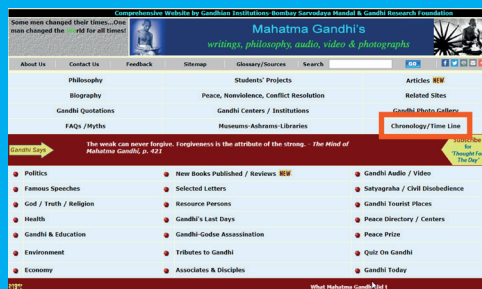 Comprehensive Website by Gandhian Institutions-Bombay Sarvodaya Mandal & Gandhi Research Foundation
Some men changed their times...One man changed the World for all times!
Mahatma Gandhi's
writings, philosophy, audio, video & photographs
About Us Contact Us Feedback Sitemap Glossary/Sources Search GO
Philosophy Students' Projects Articles NEW
Biography Peace, Nonviolence, Conflict Resolution Related Sites
Gandhi Quotations Gandhi Centers / Institutions Gandhi Photo Gallery
FAQs /Myths Museums-Ashrams-Libraries Chronology/Time Line
Gandhi Says
The weak can never forgive. Forgiveness is the attribute of the strong. - The Mind of
Mahatma Gandhi, p. 421
Subscribe
for
'Thought For
The Day'
Politics New Books Published / Reviews NEW Gandhi Audio / Video
Famous Speeches Selected Letters Satyagraha / Civil Disobedience
God / Truth / Religion Resource Persons Gandhi Tourist Places
Health Gandhi's Last Days Peace Directory / Centers
Gandhi & Education Gandhi-Godse Assassination Peace Prize
Environment Tributes to Gandhi Quiz On Gandhi
Economy Associates & Disciples Gandhi Today
What Mahatma Gandhi did t